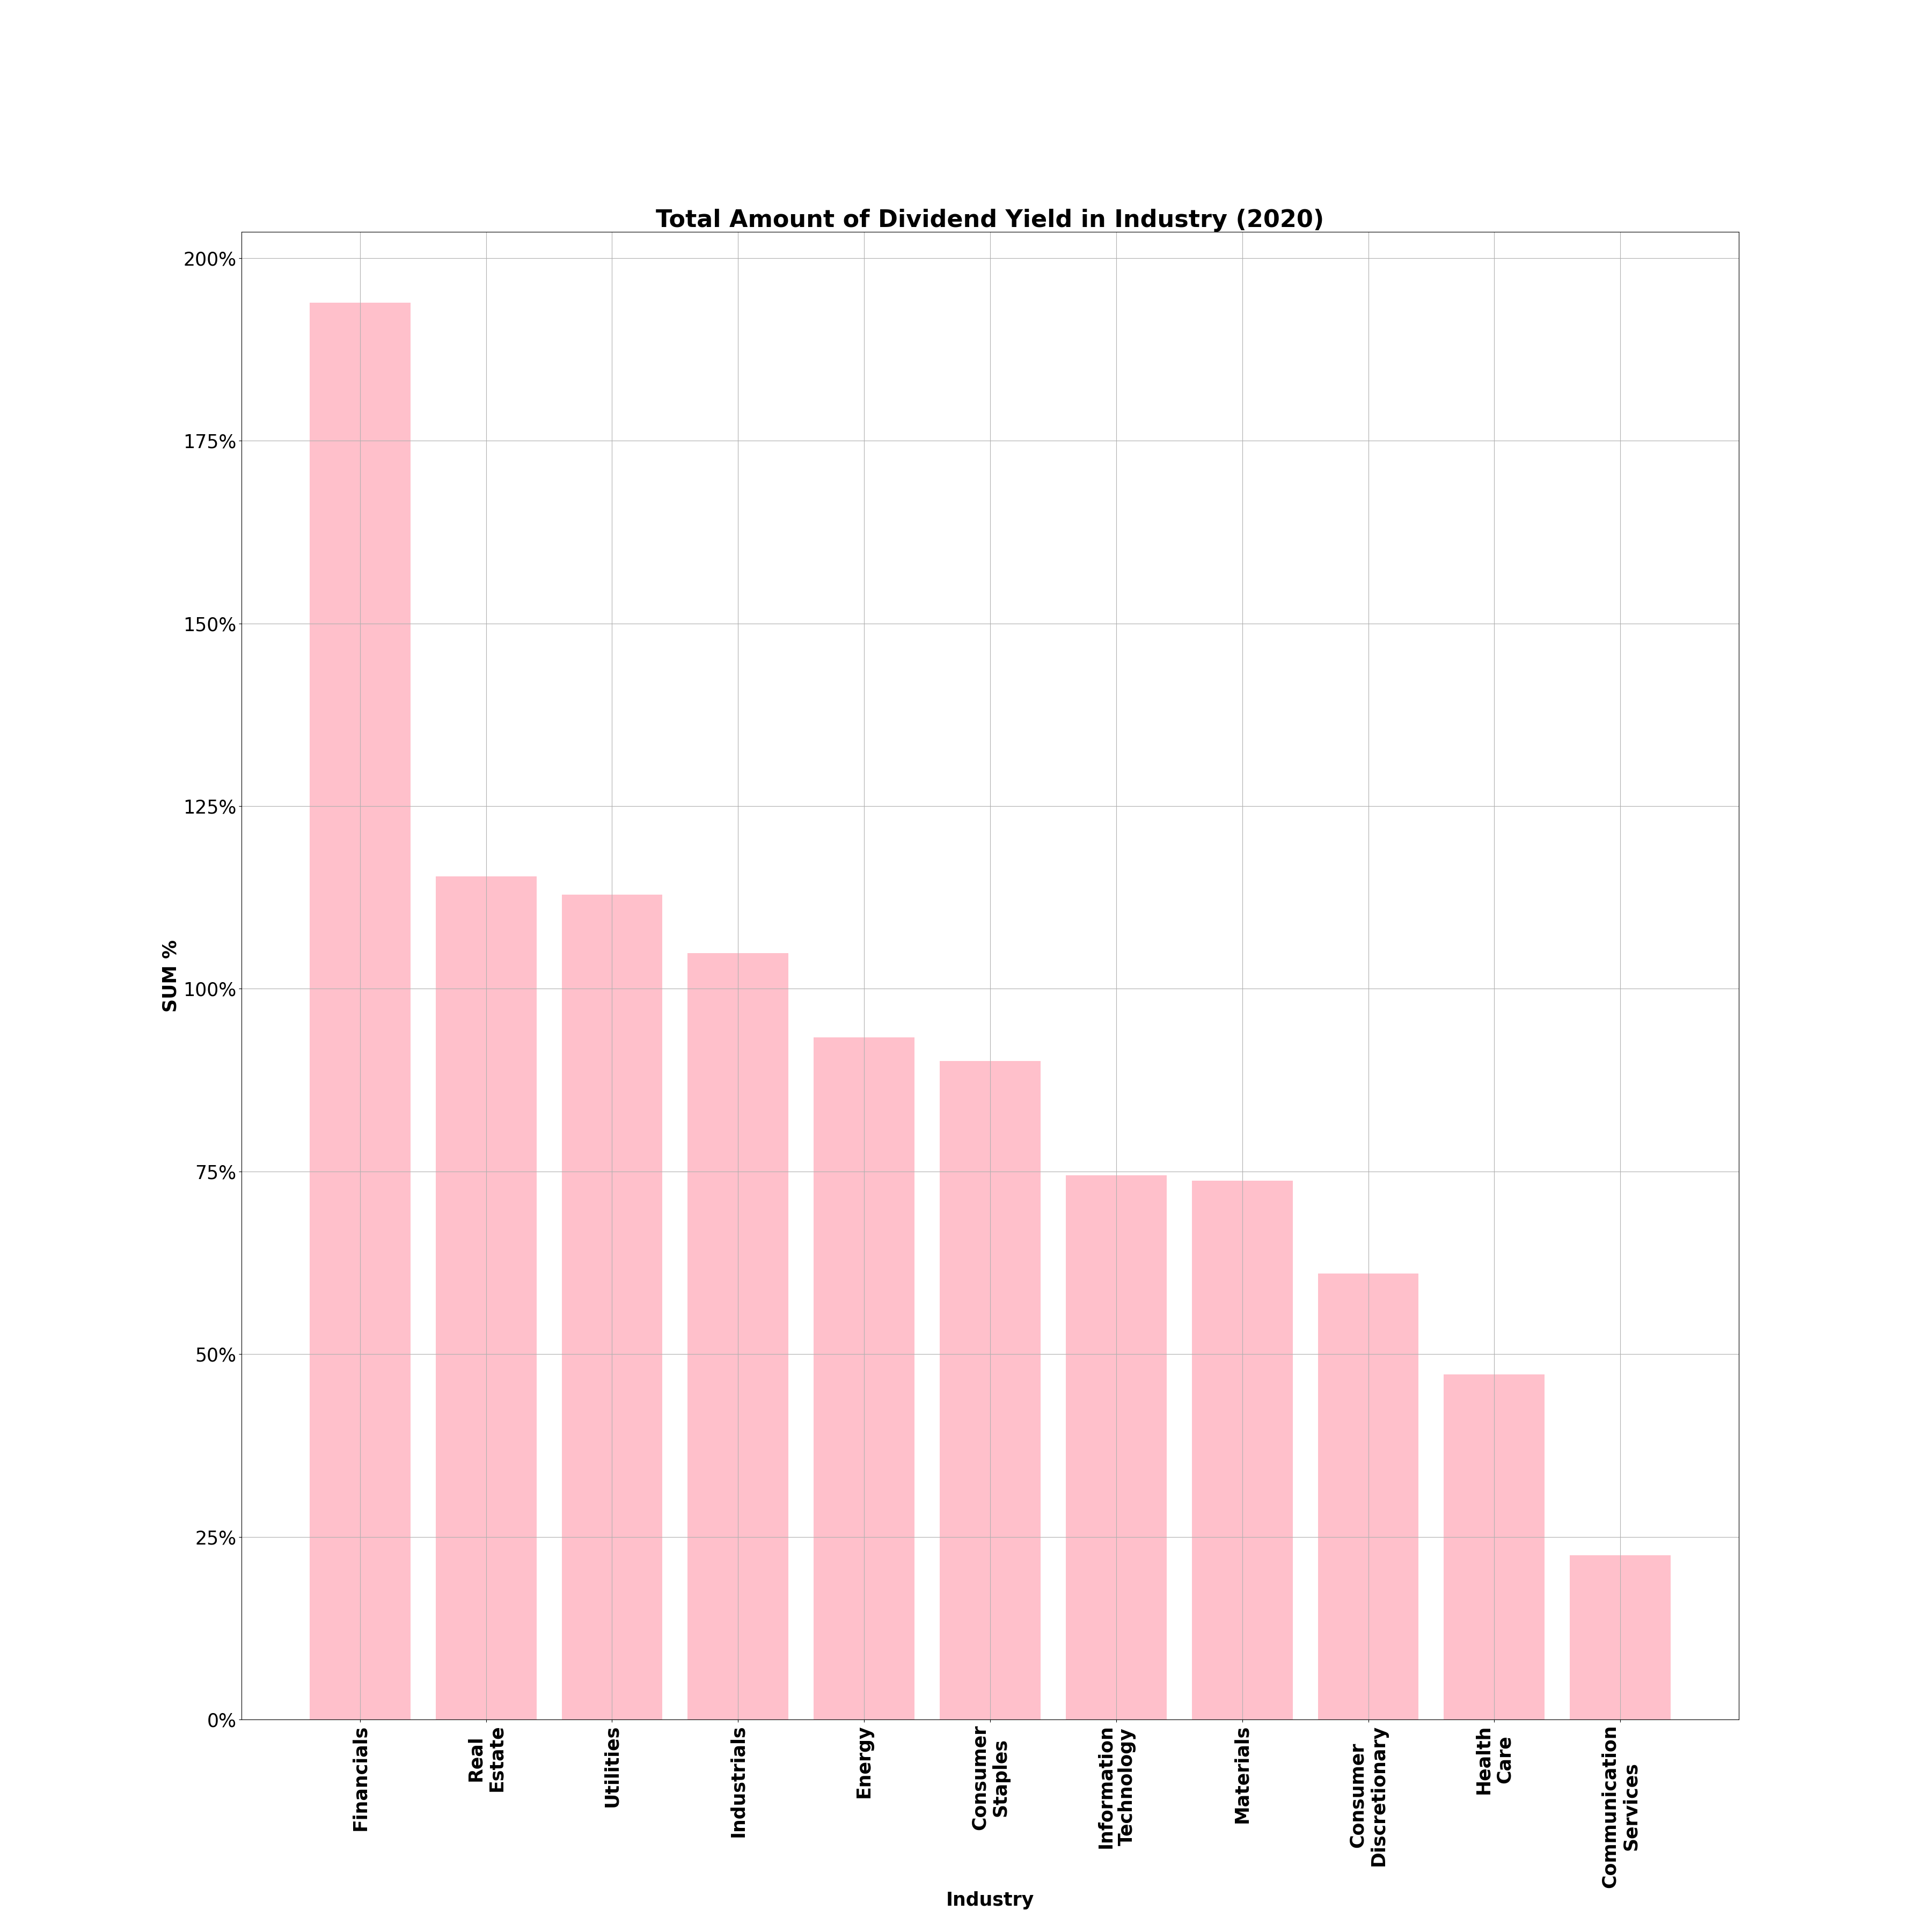 Total Amount of Dividend Yield in Industry (2020)
200%
175%
150%
125%
100%
75%
50%
25%
0%
SUM %
Financials
Real
Estate
Utilities
Industrials
Energy
Consumer
Staples
Information
Technology
Materials
Consumer
Discretionary
Health
Care
Communication
Services
Industry